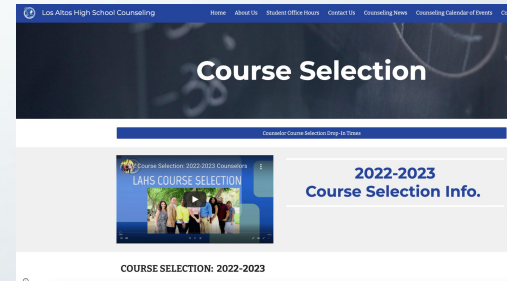 Los Altos High School Counseling
Home About Us Student Office Hours Contact Us Counseling News Counseling Calendar of Events
Course Selection
Counselor Course Selection Drop-In Times
Course Selection: 2022-2023 Counselors
LAHS COURSE SELECTION
2022-2023
Course Selection Info.
COURSE SELECTION: 2022-2023